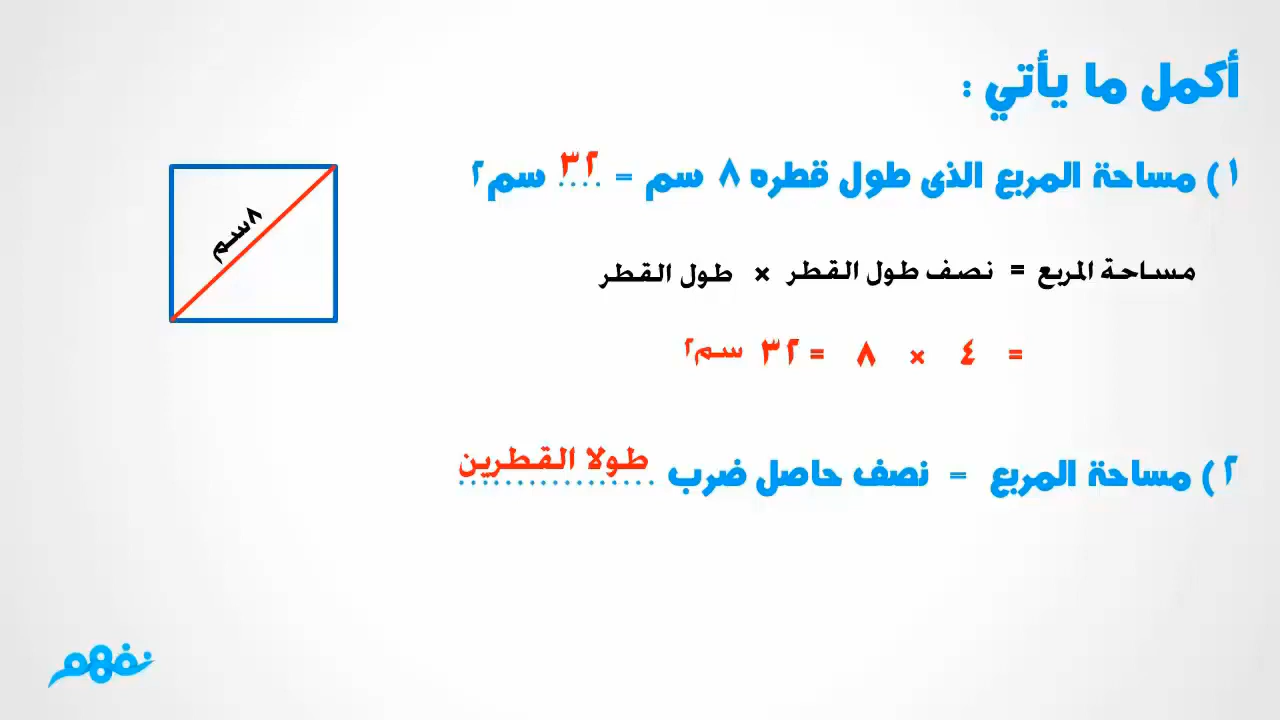 أكمل ما يأتي :
١) مساحة المربع الذى طول قطره ٨ سم = ٣٢ سم٢
٨سم
مساحة المربع = نصف طول القطر × طول القطر
= ٤ × ٨ = ٣٢ سم٢
٢) مساحة المربع = نصف حاصل ضرب طولا القطرين
نفهم